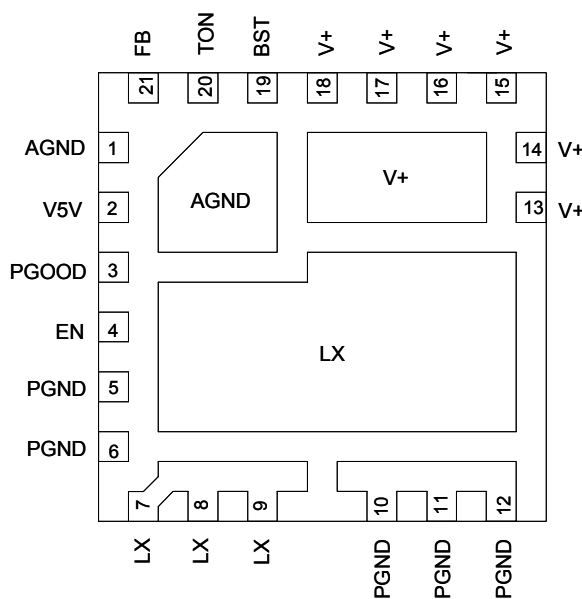 FB TON BST V+ V+ V+ V+
21 20 19 18 17 16 15
AGND 1 14 V+
AGND V+
V5V 2 13 V+
PGOOD 3
EN 4
LX
PGND 5
PGND 6
7 8 9 10 11 12
LX LX LX PGND PGND PGND